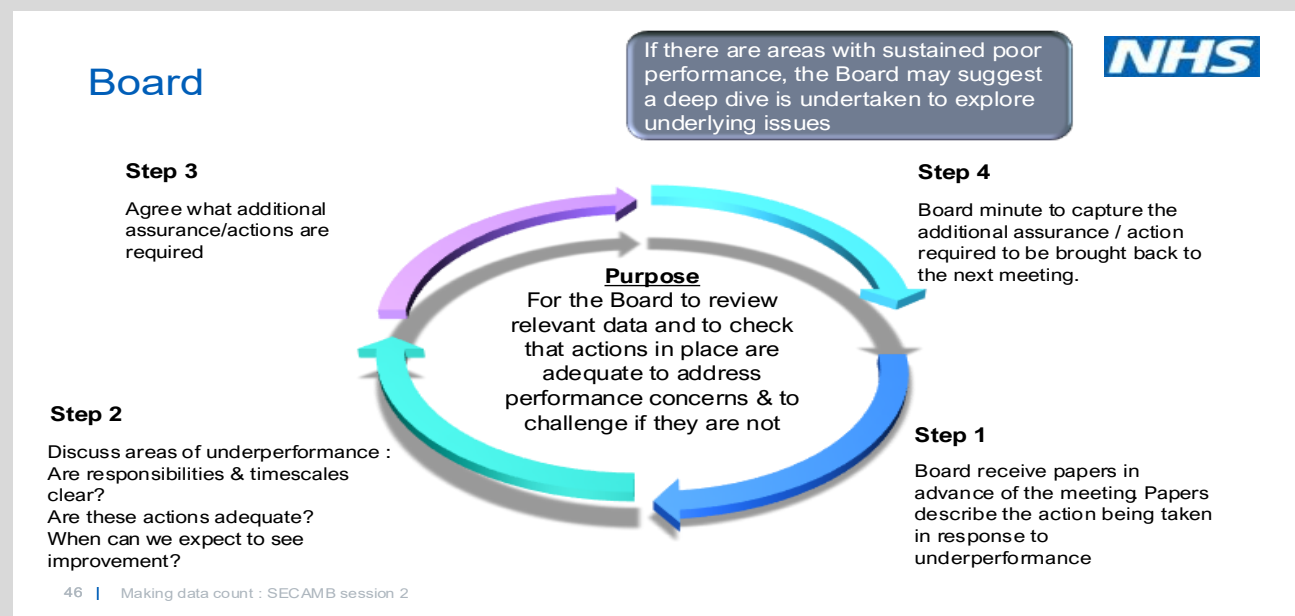 If there are areas with sustained poor
performance, the Board may suggest
a deep dive is undertaken to explore
underlying issues
NHS
Board
Step 3
Agree what additional
assurance/actions are
required
Step 4
Board minute to capture the
additional assurance / action
required to be brought back to
the next meeting.
Purpose
For the Board to review
relevant data and to check
that actions in place are
adequate to address
performance concerns & to
challenge if they are not
Step 2
Discuss areas of underperformance :
Are responsibilities & timescales
clear?
Are these actions adequate?
When can we expect to see
improvement?
Step 1
Board receive papers in
advance of the meeting. Papers
describe the action being taken
in response to
underperformance
46 | Making data count : SECAMB session 2